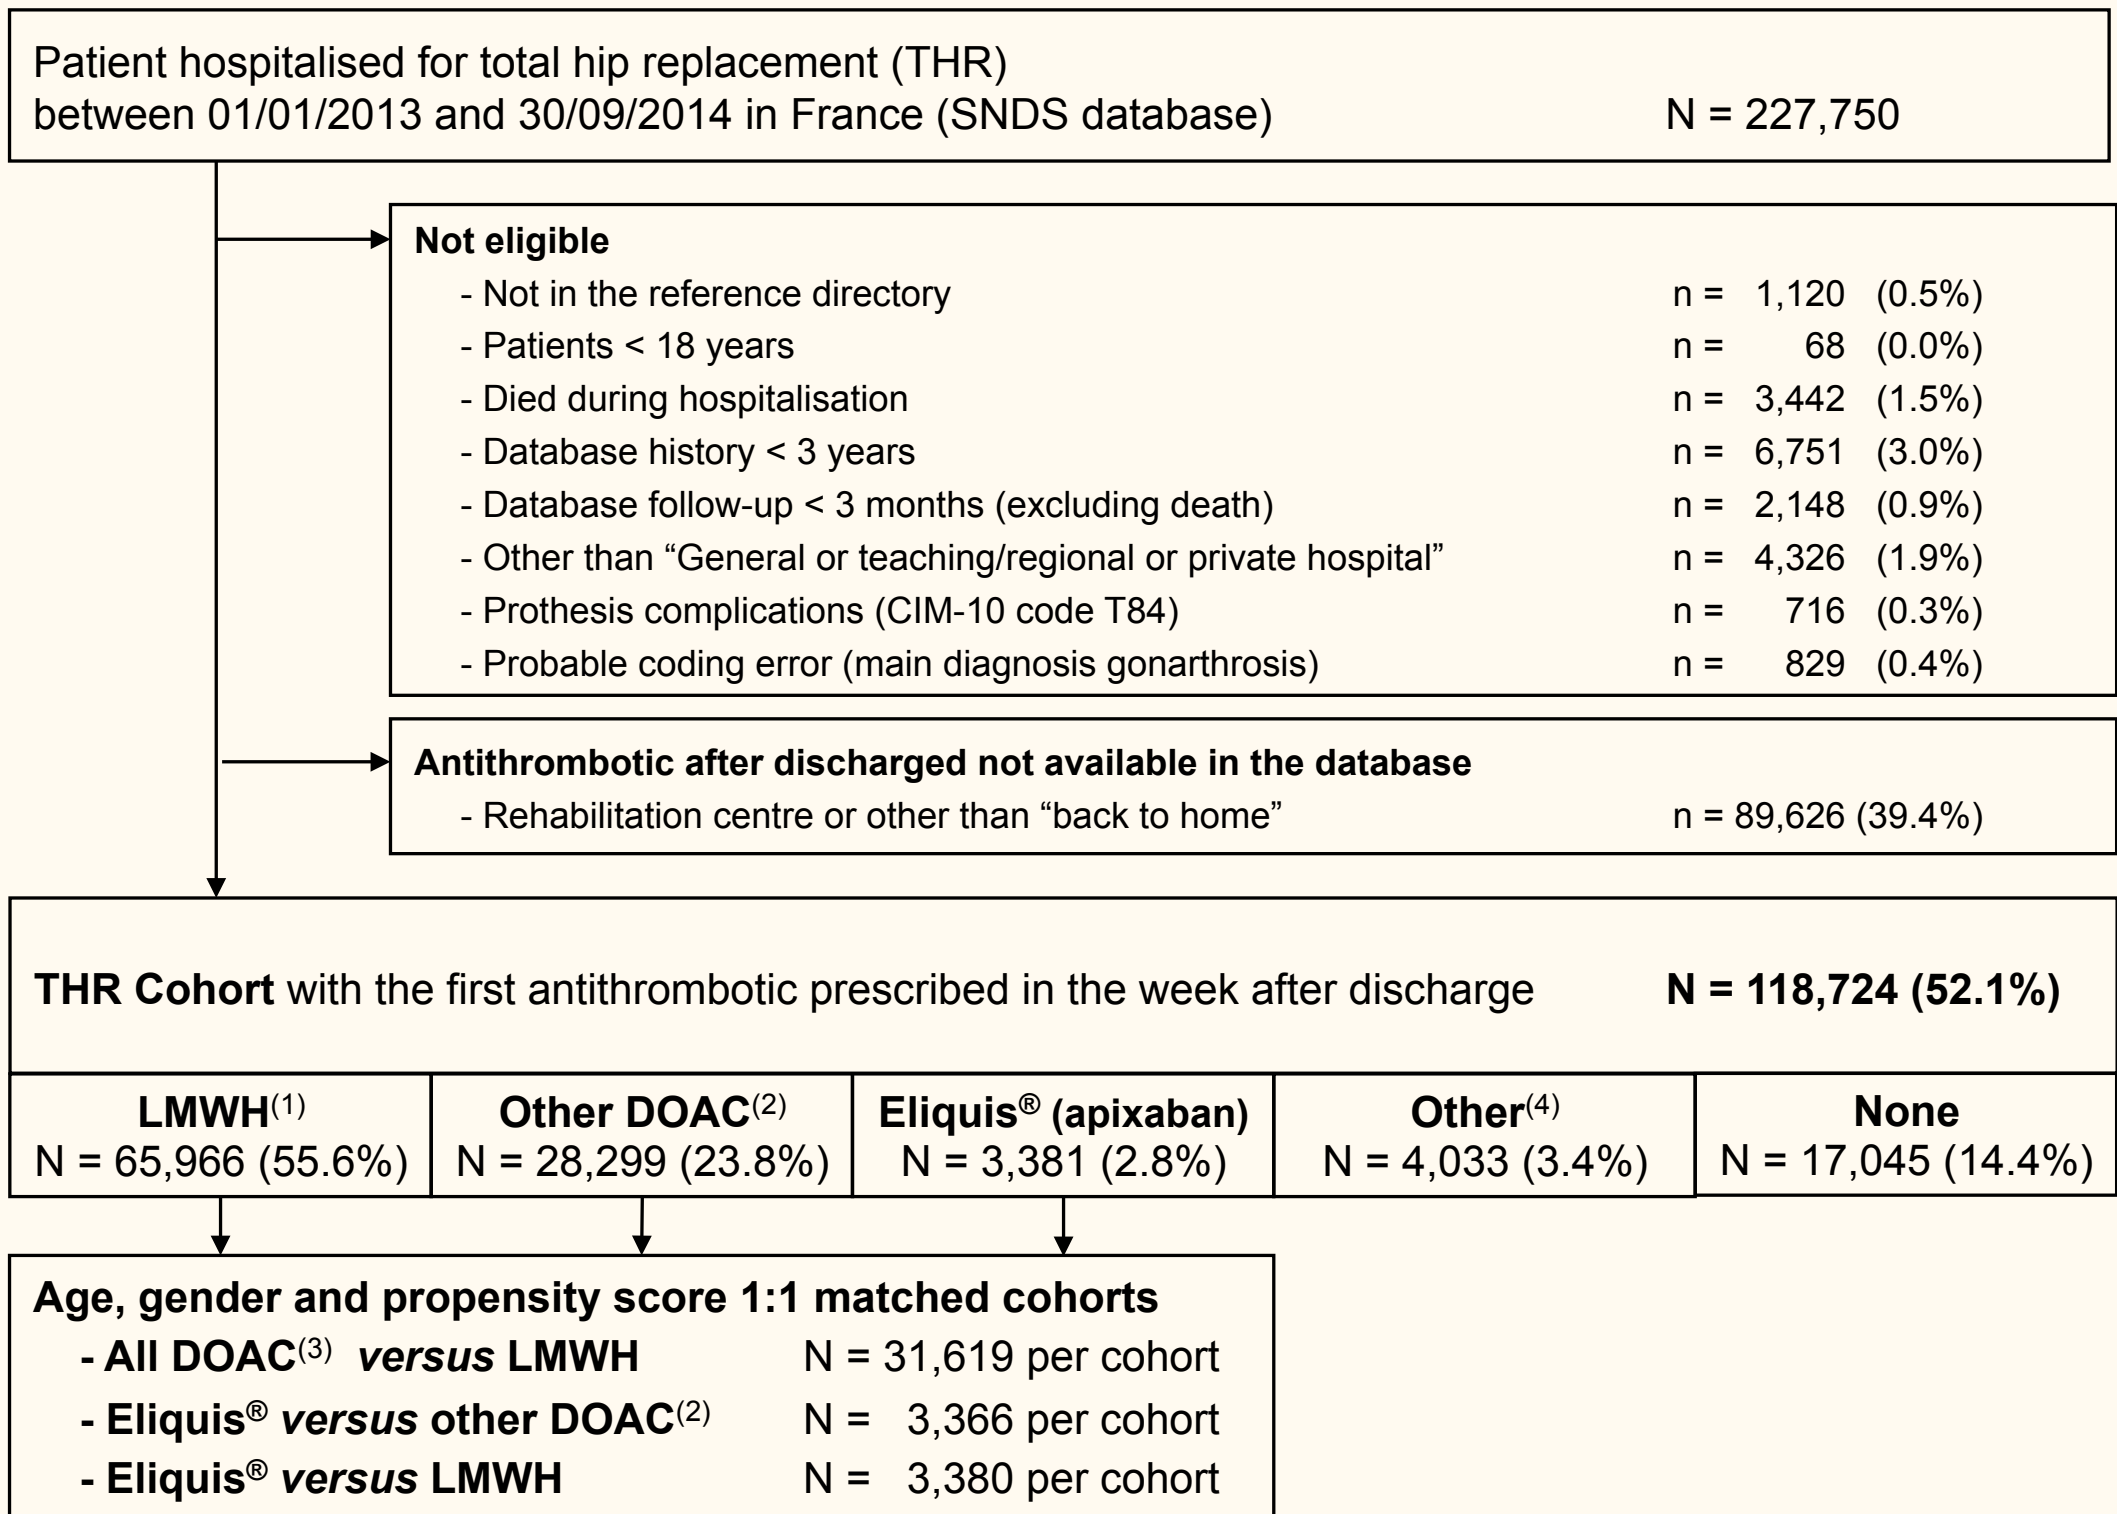 Patient hospitalised for total hip replacement (THR)
between 01/01/2013 and 30/09/2014 in France (SNDS database) N = 227,750
Not eligible
- Not in the reference directory n = 1,120 (0.5%)
- Patients < 18 years n = 68 (0.0%)
- Died during hospitalisation n = 3,442 (1.5%)
- Database history < 3 years n = 6,751 (3.0%)
- Database follow-up < 3 months (excluding death) n = 2,148 (0.9%)
- Other than “General or teaching/regional or private hospital” n = 4,326 (1.9%)
- Prothesis complications (CIM-10 code T84) n = 716 (0.3%)
- Probable coding error (main diagnosis gonarthrosis) n = 829 (0.4%)
Antithrombotic after discharged not available in the database
- Rehabilitation centre or other than “back to home” n = 89,626 (39.4%)
THR Cohort with the first antithrombotic prescribed in the week after discharge N = 118,724 (52.1%)
LMWH(1)
N = 65,966 (55.6%)
Other DOAC(2)
N = 28,299 (23.8%)
Eliquis® (apixaban)
N = 3,381 (2.8%)
Other(4)
N = 4,033 (3.4%)
None
N = 17,045 (14.4%)
Age, gender and propensity score 1:1 matched cohorts
- All DOAC(3) versus LMWH N = 31,619 per cohort
- Eliquis® versus other DOAC(2) N = 3,366 per cohort
- Eliquis® versus LMWH N = 3,380 per cohort